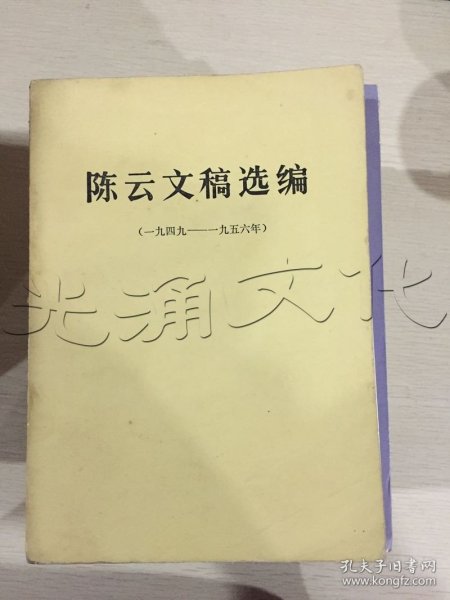 陈云文稿选编
（一九四九——一九五六年）
光涌文化
孔夫子旧书网
www.kongfz.com